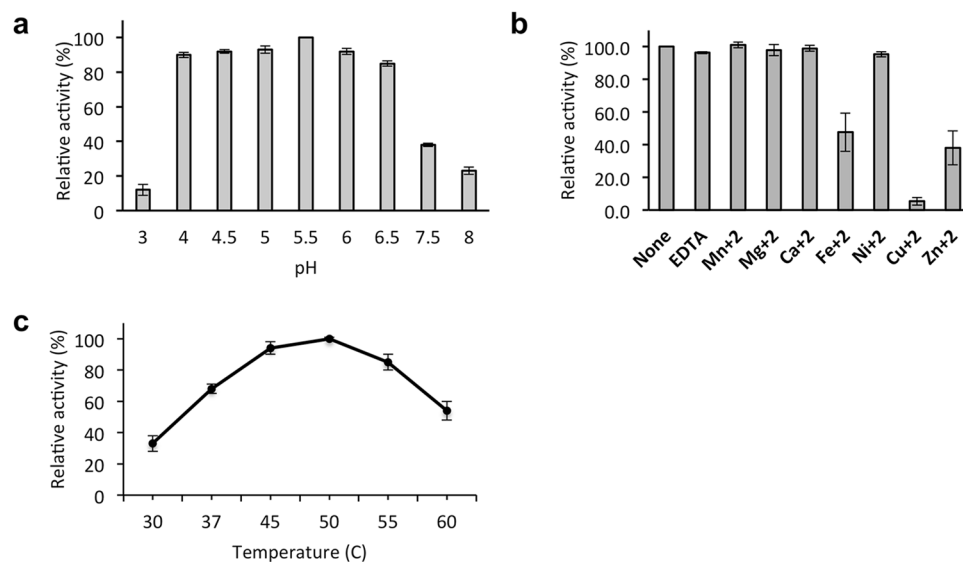 a
Relative activity (%)
100
80
60
40
20
0
3 4 4.5 5 5.5 6 6.5 7.5 8
pH
b
Relative activity (%)
100.0
80.0
60.0
40.0
20.0
0.0
None EDTA Mn+2 Mg+2 Ca+2 Fe+2 Ni+2 Cu+2 Zn+2
c
Relative activity (%)
100
80
60
40
20
0
30 37 45 50 55 60
Temperature (C)